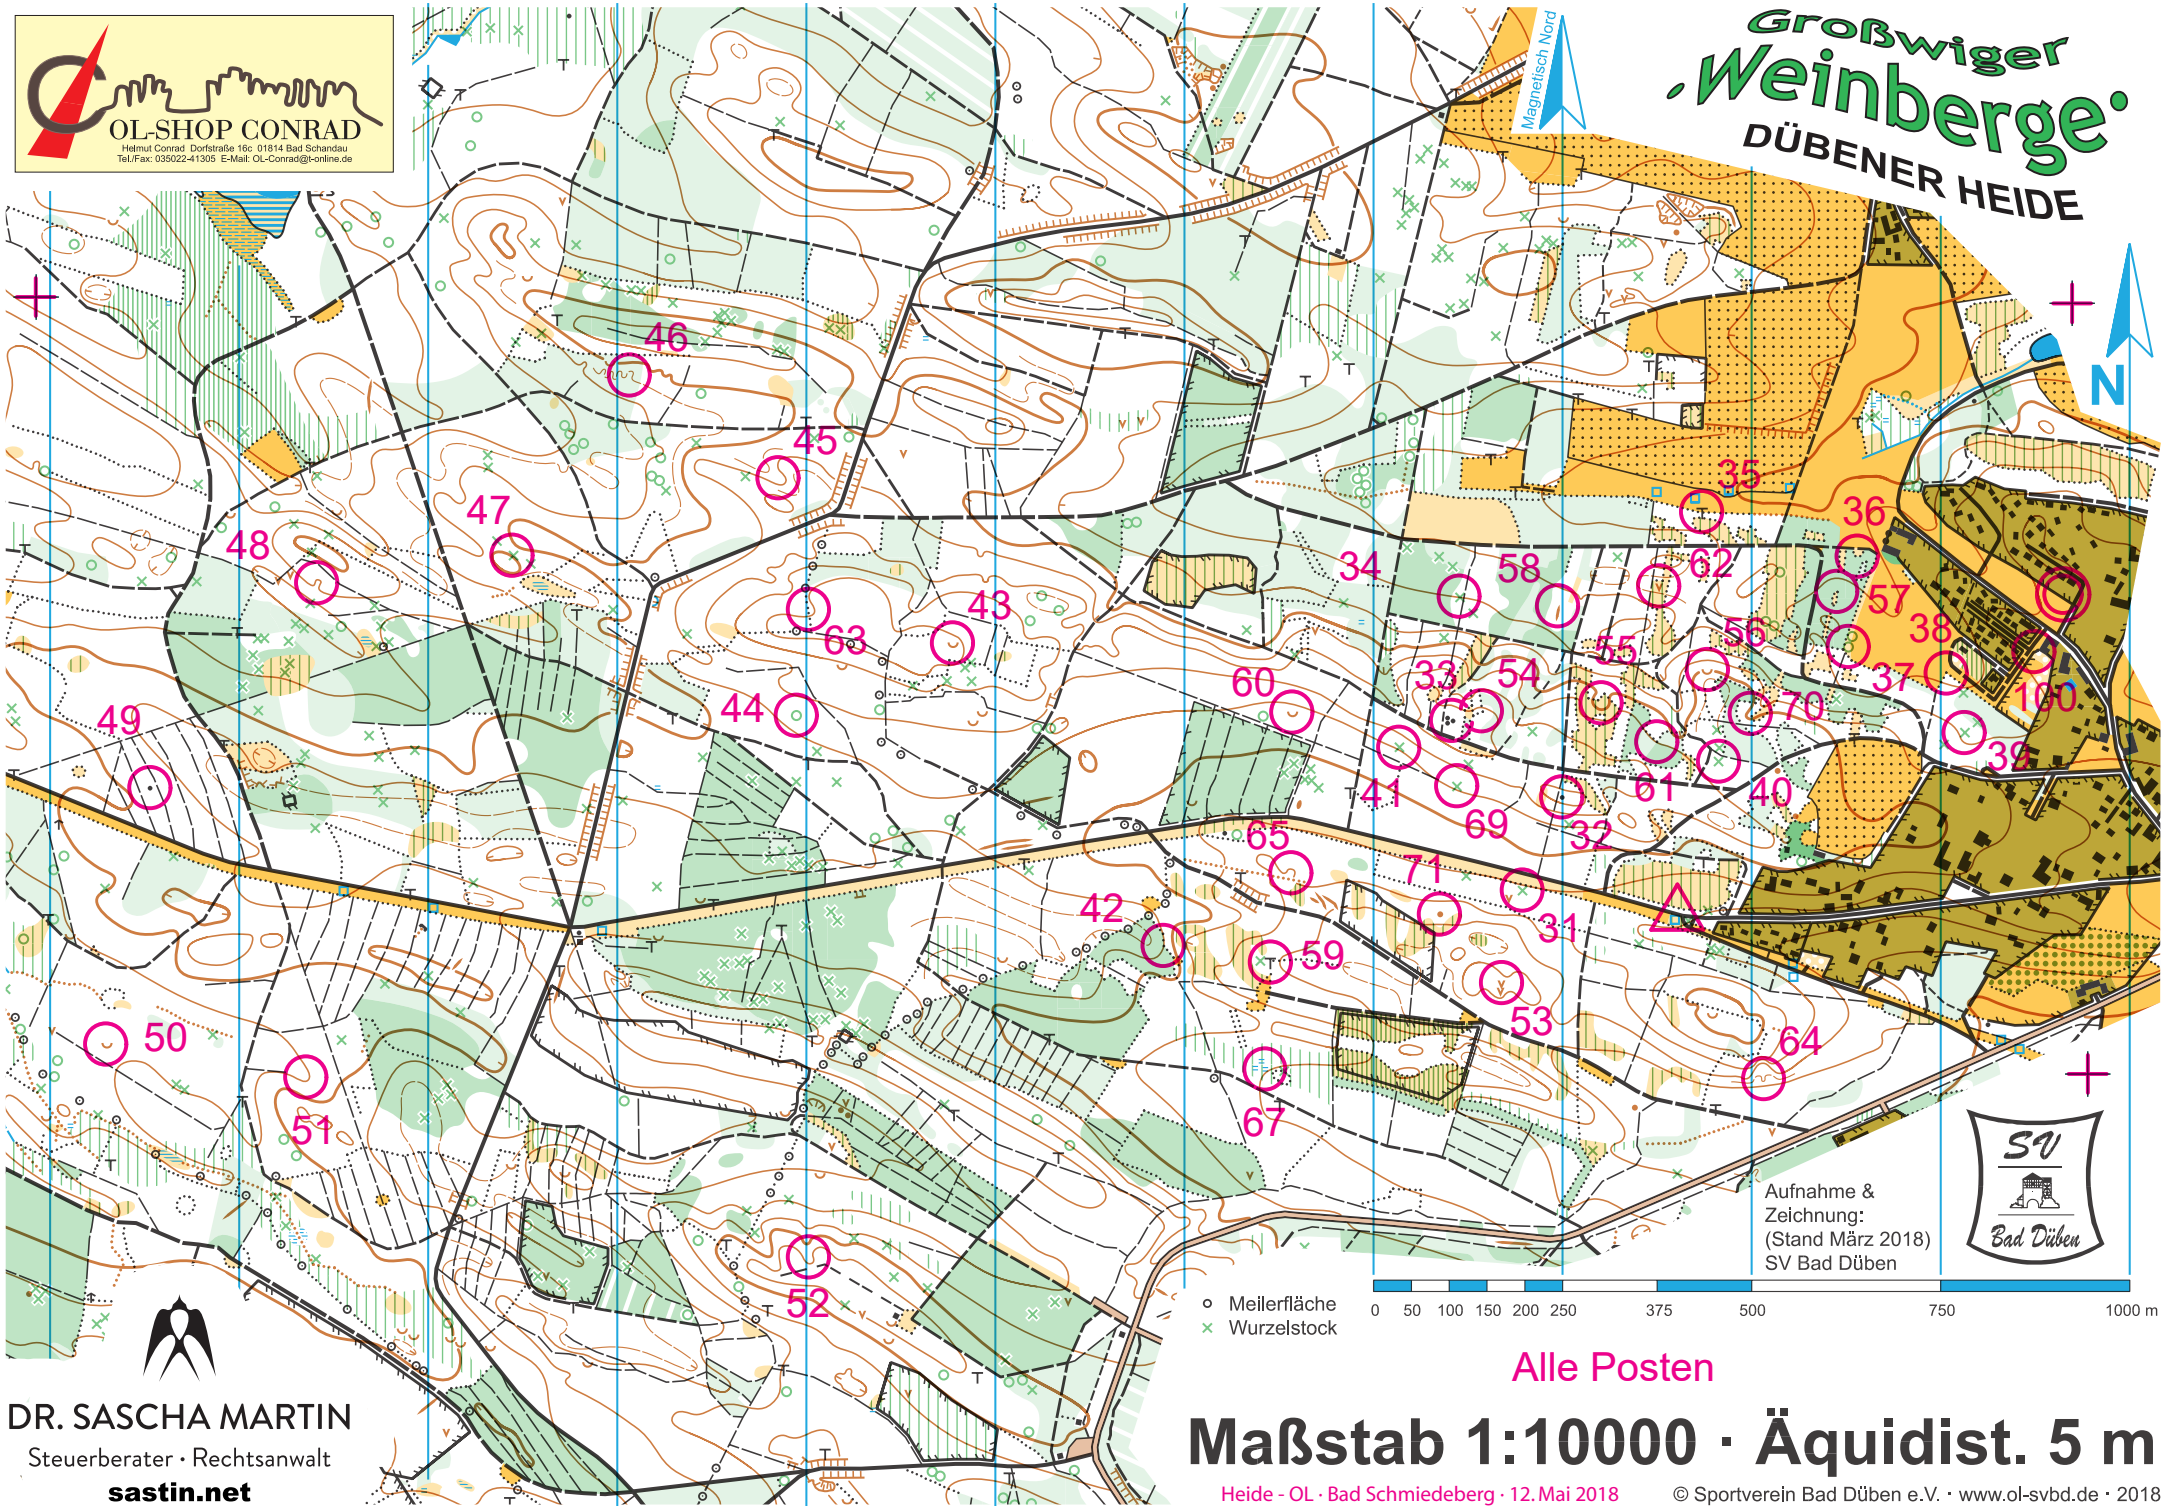 OL-SHOP CONRAD
Helmut Conrad Dorfstraße 16c 01814 Bad Schandau
Tel./Fax: 035022-41305 E-Mail: OL-Conrad@t-online.de
Magnetisch Nord
Großwiger
Weinberge
DÜBENER HEIDE
N
46
45
47
48
35
36
34
58
62
57
43
63
44
49
60
33
54
55
56
38
37
70
100
39
41
69
32
61
40
65
71
31
42
59
53
50
51
64
67
52
SV
Bad Düben
Aufnahme &
Zeichnung:
(Stand März 2018)
SV Bad Düben
Meilerfläche
Wurzelstock
0 50 100 150 200 250 375 500 750 1000 m
Alle Posten
DR. SASCHA MARTIN
Steuerberater · Rechtsanwalt
sastin.net
Maßstab 1:10000 · Äquidist. 5 m
Heide - OL · Bad Schmiedeberg · 12. Mai 2018
© Sportverein Bad Düben e.V. · www.ol-svbd.de · 2018